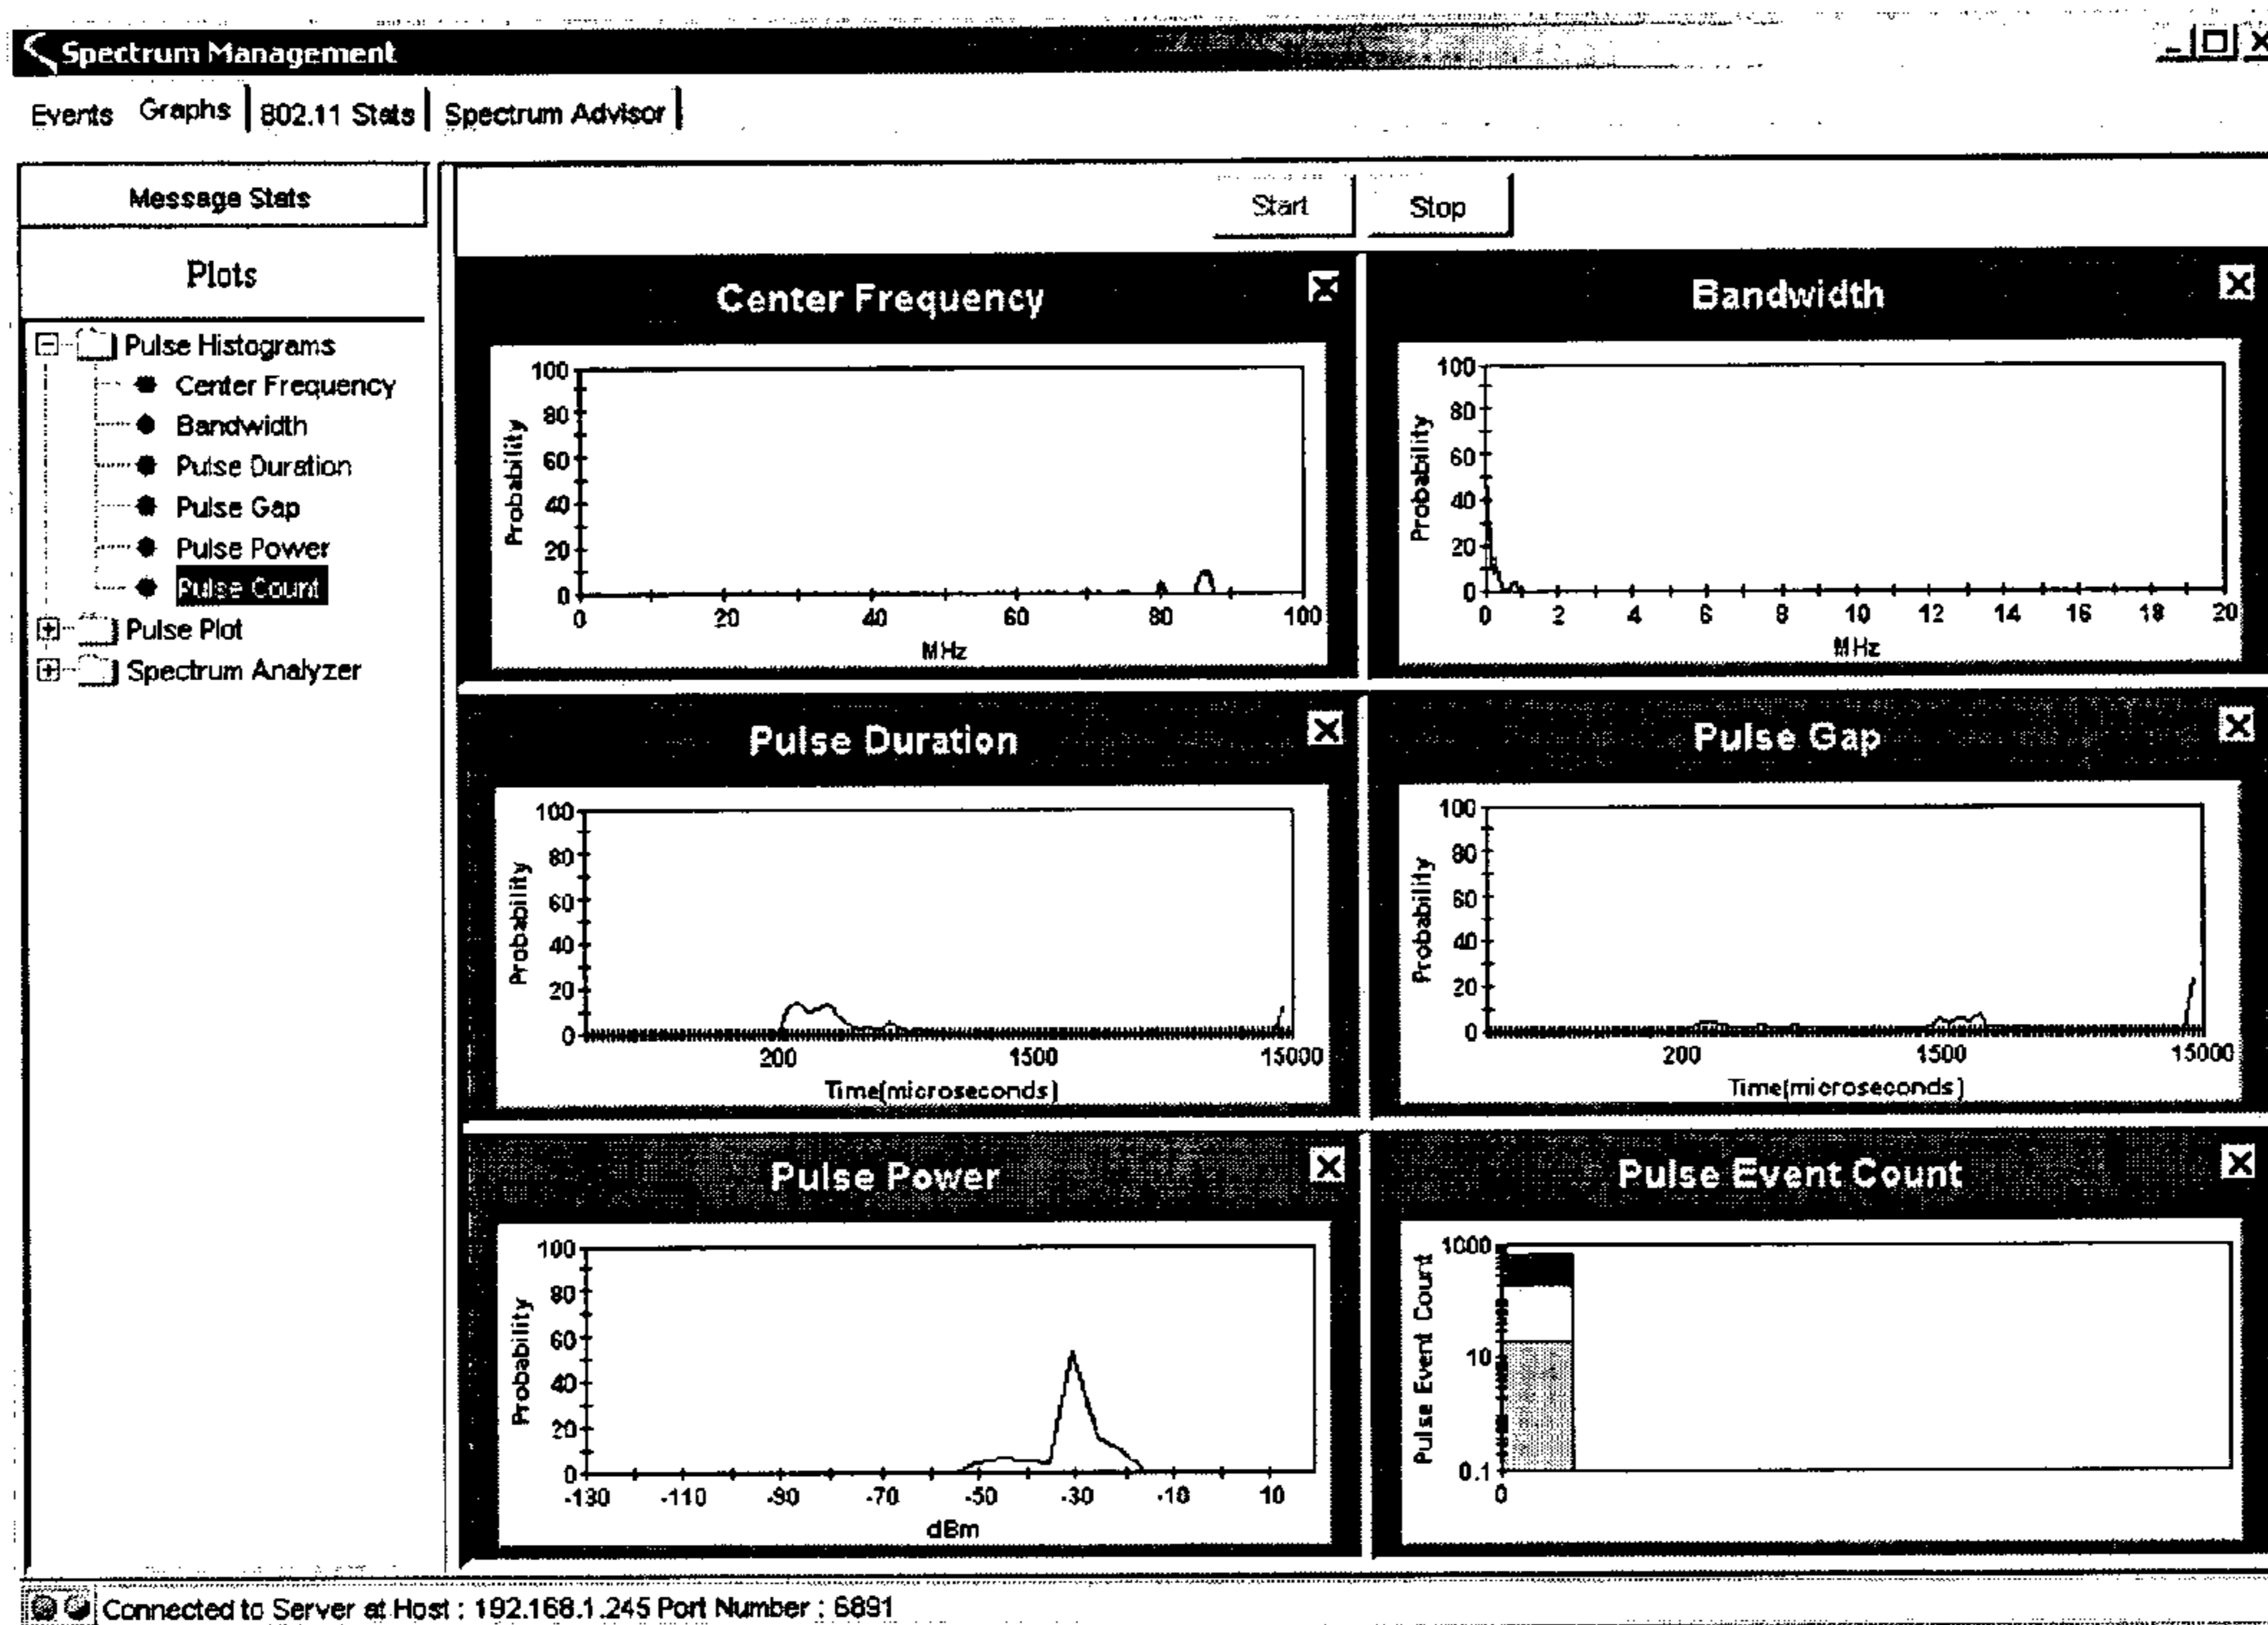 Spectrum Management
Events Graphs 802.11 Stats Spectrum Advisor
Message Stats
Start Stop
Plots
Pulse Histograms
Center Frequency
Bandwidth
Pulse Duration
Pulse Gap
Pulse Power
Pulse Count
Pulse Plot
Spectrum Analyzer
Center Frequency
Probability
100
80
60
40
20
0
0 20 40 60 80 100
MHz
Bandwidth
Probability
100
80
60
40
20
0
0 2 4 6 8 10 12 14 16 18 20
MHz
Pulse Duration
Probability
100
80
60
40
20
0
200 1500 15000
Time(microseconds)
Pulse Gap
Probability
100
80
60
40
20
0
200 1500 15000
Time(microseconds)
Pulse Power
Probability
100
80
60
40
20
0
-130 -110 -90 -70 -50 -30 -10 10
dBm
Pulse Event Count
Pulse Event Count
1000
10
0.1
0
Connected to Server at Host : 192.168.1.245 Port Number : 6891